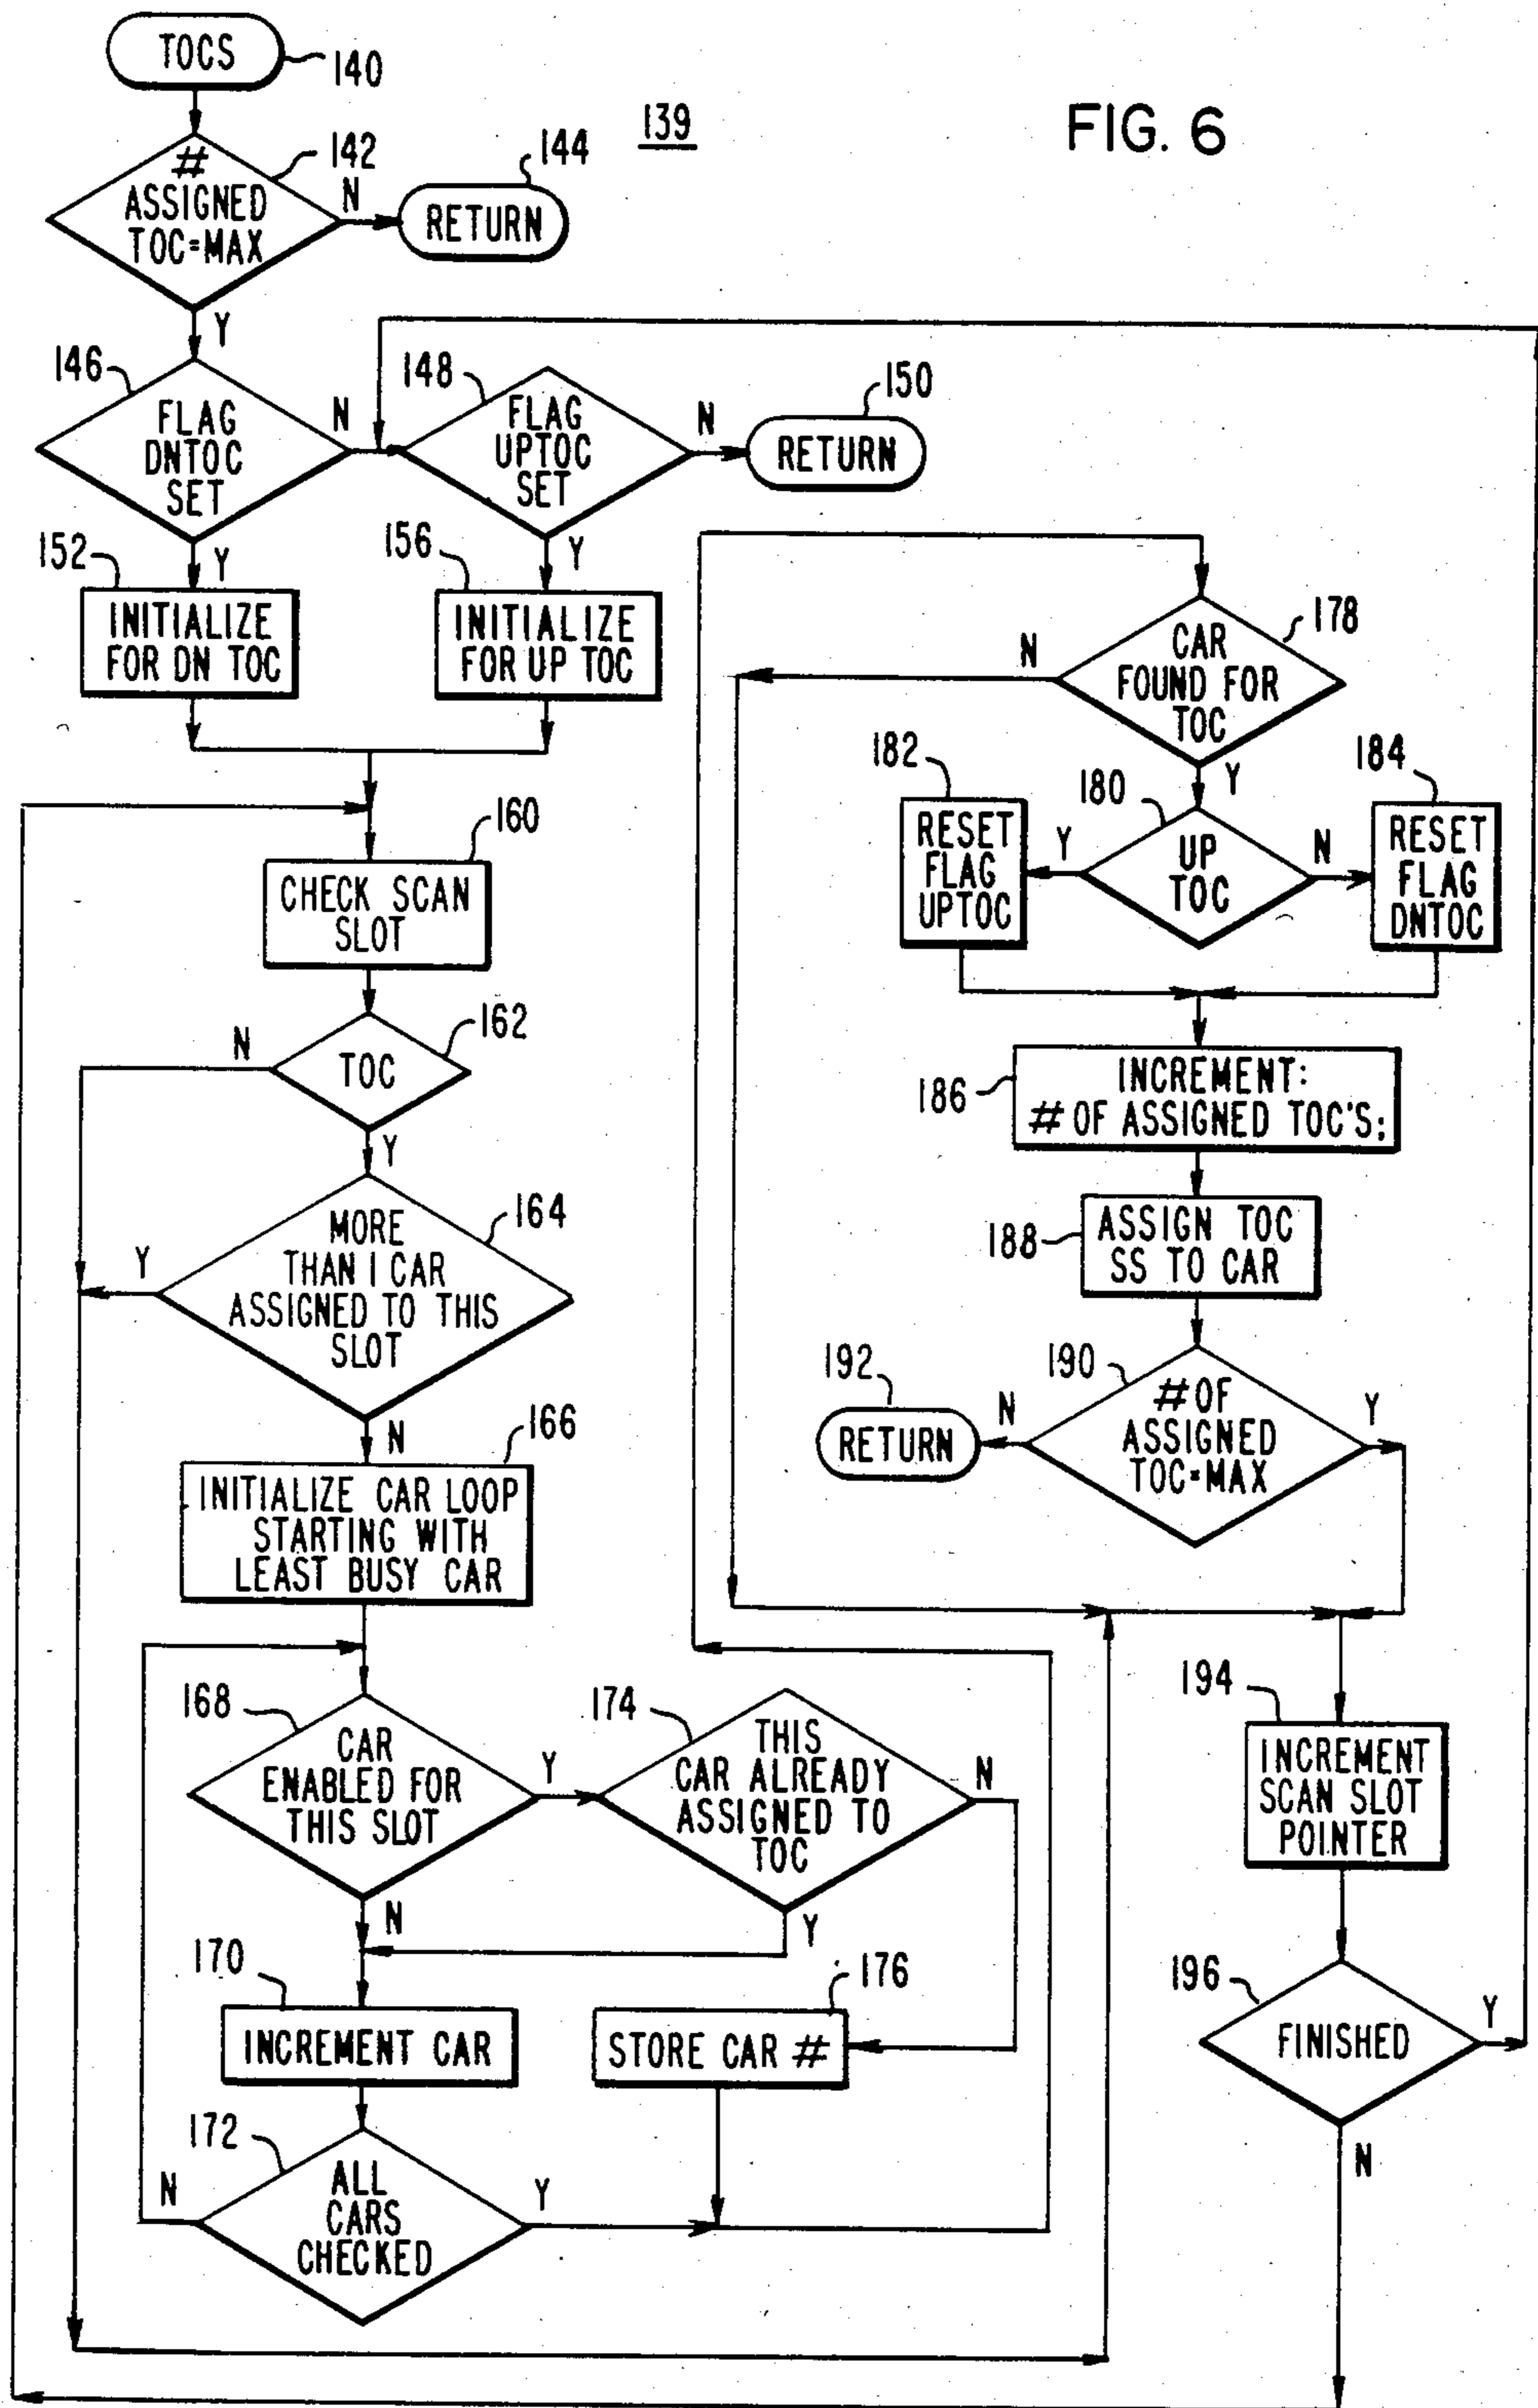 TOCS
140
139
FIG. 6
#
ASSIGNED
TOC=MAX
142
N
RETURN
144
Y
146
FLAG
DNTOC
SET
N
148
FLAG
UPTOC
SET
N
RETURN
150
152
Y
INITIALIZE
FOR DN TOC
156
Y
INITIALIZE
FOR UP TOC
160
CHECK SCAN
SLOT
N
TOC
162
Y
MORE
THAN 1 CAR
ASSIGNED TO THIS
SLOT
164
Y
N
166
INITIALIZE CAR LOOP
STARTING WITH
LEAST BUSY CAR
168
CAR
ENABLED FOR
THIS SLOT
Y
174
THIS
CAR ALREADY
ASSIGNED TO
TOC
N
N
Y
170
INCREMENT CAR
176
STORE CAR #
172
ALL
CARS
CHECKED
N
Y
N
CAR
FOUND FOR
TOC
178
Y
182
RESET
FLAG
UPTOC
180
Y
UP
TOC
N
184
RESET
FLAG
DNTOC
186
INCREMENT:
# OF ASSIGNED TOC'S;
188
ASSIGN TOC
SS TO CAR
192
RETURN
N
190
# OF
ASSIGNED
TOC=MAX
Y
194
INCREMENT
SCAN SLOT
POINTER
196
FINISHED
Y
N